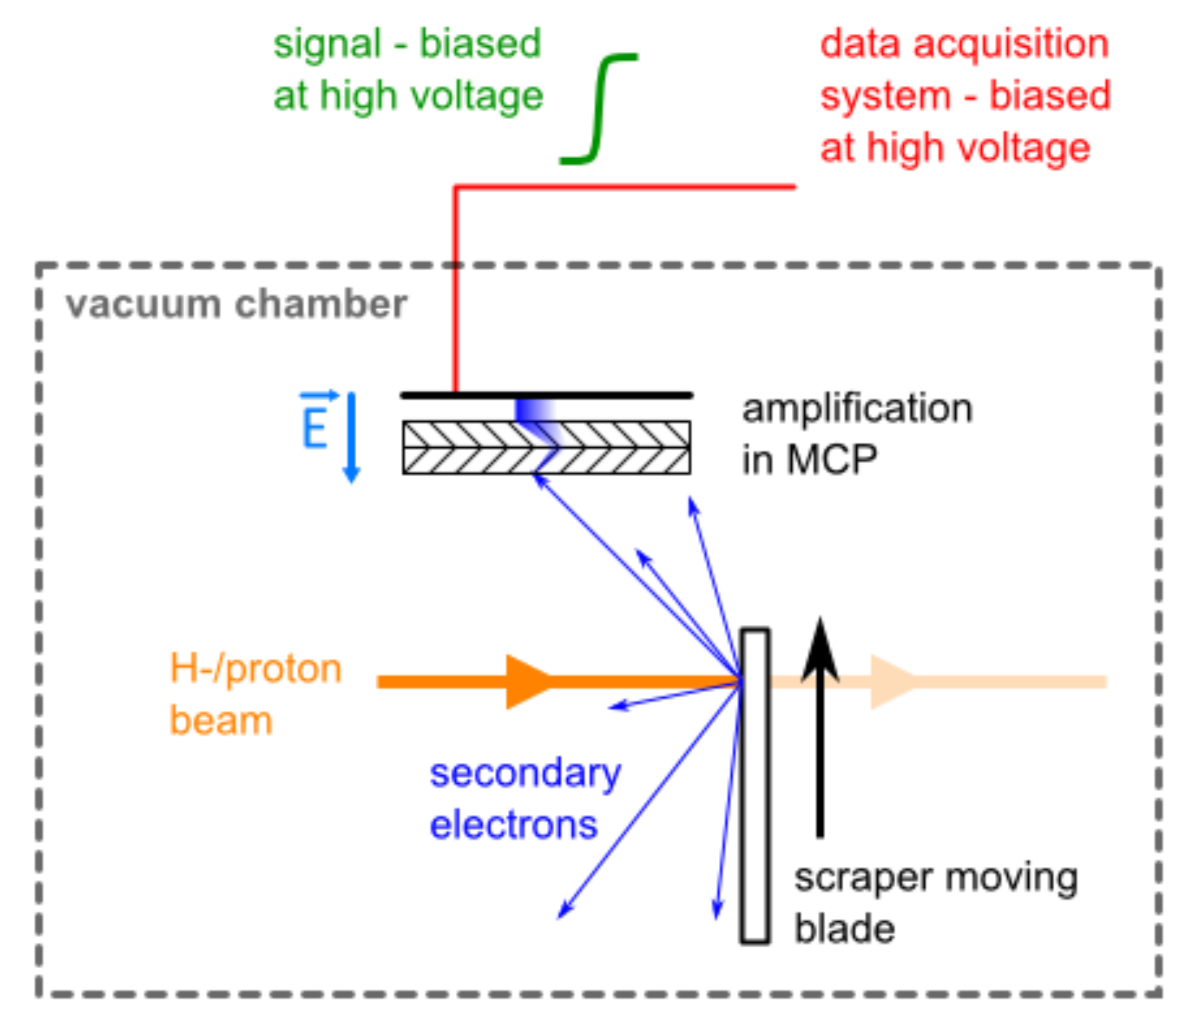 signal - biased
at high voltage
data acquisition
system - biased
at high voltage
vacuum chamber
E
amplification
in MCP
H-/proton
beam
secondary
electrons
scraper moving
blade